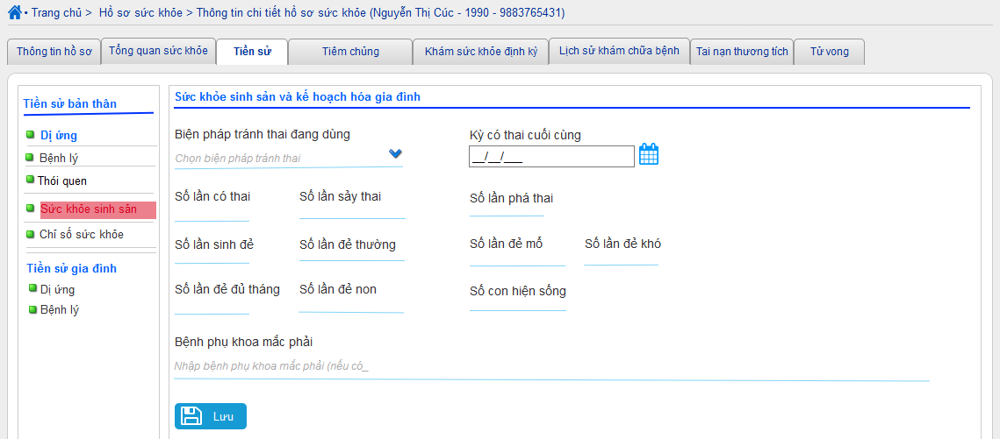 • Trang chủ > Hồ sơ sức khỏe > Thông tin chi tiết hồ sơ sức khỏe (Nguyễn Thị Cúc - 1990 - 9883765431)
Thông tin hồ sơ Tổng quan sức khỏe Tiền sử Tiêm chủng Khám sức khỏe định kỳ Lịch sử khám chữa bệnh Tai nạn thương tích Tử vong
Tiền sử bản thân
Dị ứng
Bệnh lý
Thói quen
Sức khỏe sinh sản
Chỉ số sức khỏe
Tiền sử gia đình
Dị ứng
Bệnh lý
Sức khỏe sinh sản và kế hoạch hóa gia đình
Biện pháp tránh thai đang dùng Kỳ có thai cuối cùng
Chọn biện pháp tránh thai __/__/___
Số lần có thai Số lần sảy thai Số lần phá thai
Số lần sinh đẻ Số lần đẻ thường Số lần đẻ mổ Số lần đẻ khó
Số lần đẻ đủ tháng Số lần đẻ non Số con hiện sống
Bệnh phụ khoa mắc phải
Nhập bệnh phụ khoa mắc phải (nếu có_
Lưu